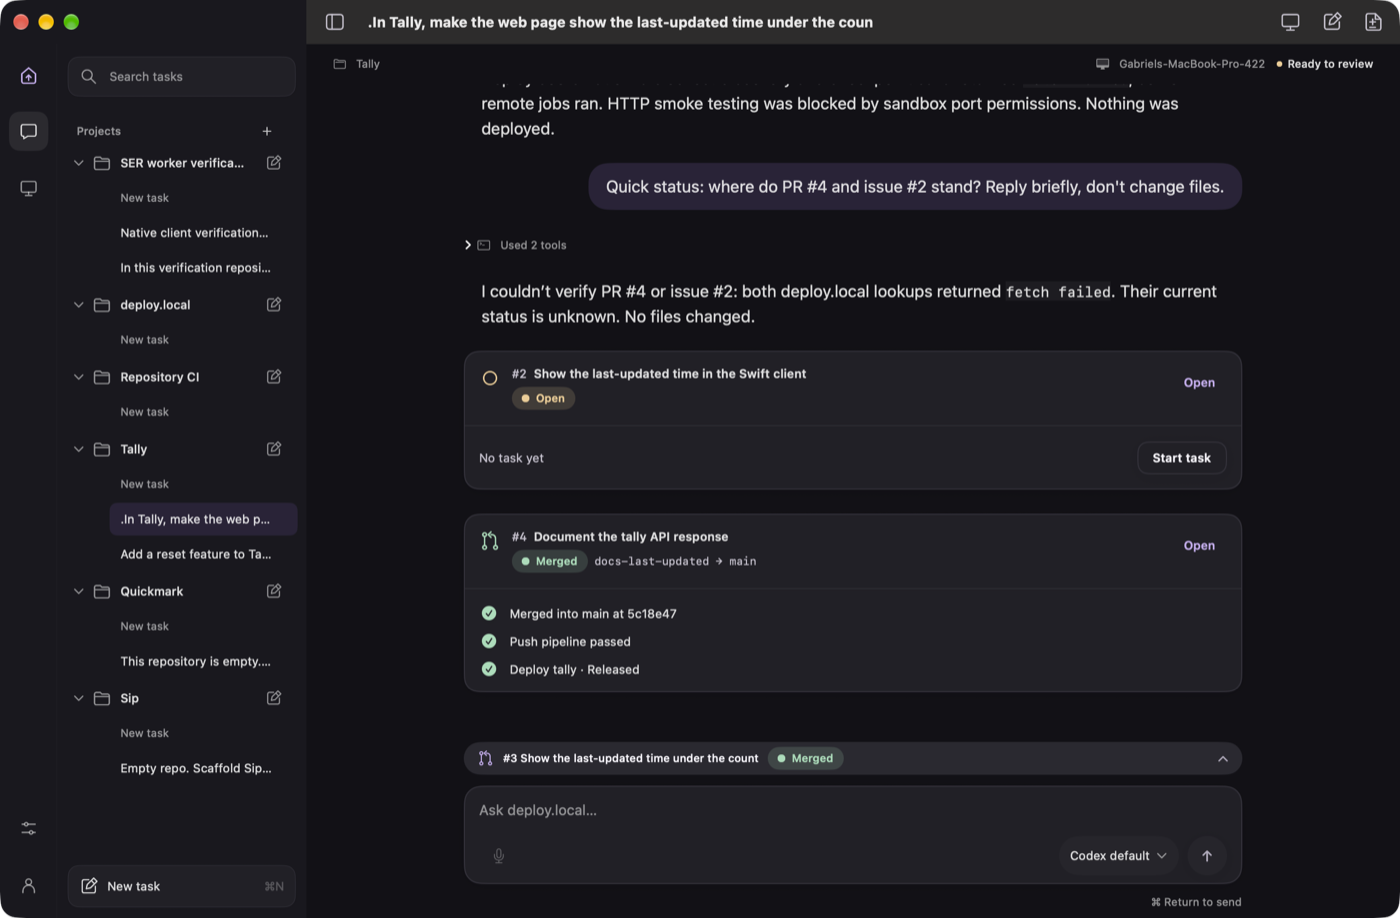 .In Tally, make the web page show the last-updated time under the coun
Search tasks
Projects
SER worker verifica...
New task
Native client verification...
In this verification reposi...
deploy.local
New task
Repository CI
New task
Tally
New task
.In Tally, make the web p...
Add a reset feature to Ta...
Quickmark
New task
This repository is empty....
Sip
New task
Empty repo. Scaffold Sip...
New task
⌘N
Tally
Gabriels-MacBook-Pro-422
Ready to review
remote jobs ran. HTTP smoke testing was blocked by sandbox port permissions. Nothing was
deployed.
Quick status: where do PR #4 and issue #2 stand? Reply briefly, don't change files.
Used 2 tools
I couldn’t verify PR #4 or issue #2: both deploy.local lookups returned fetch failed. Their current
status is unknown. No files changed.
#2 Show the last-updated time in the Swift client
Open
Open
No task yet
Start task
#4 Document the tally API response
Open
Merged docs-last-updated → main
Merged into main at 5c18e47
Push pipeline passed
Deploy tally · Released
#3 Show the last-updated time under the count Merged
Ask deploy.local...
Codex default
⌘ Return to send